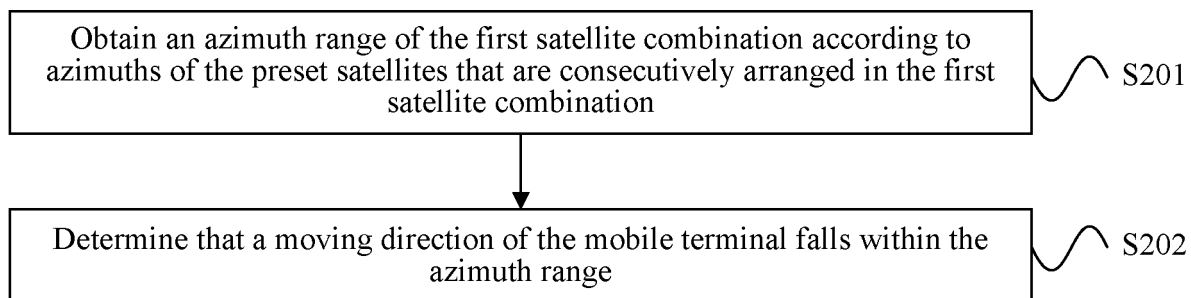 Obtain an azimuth range of the first satellite combination according to
azimuths of the preset satellites that are consecutively arranged in the first
satellite combination
S201
Determine that a moving direction of the mobile terminal falls within the
azimuth range
S202